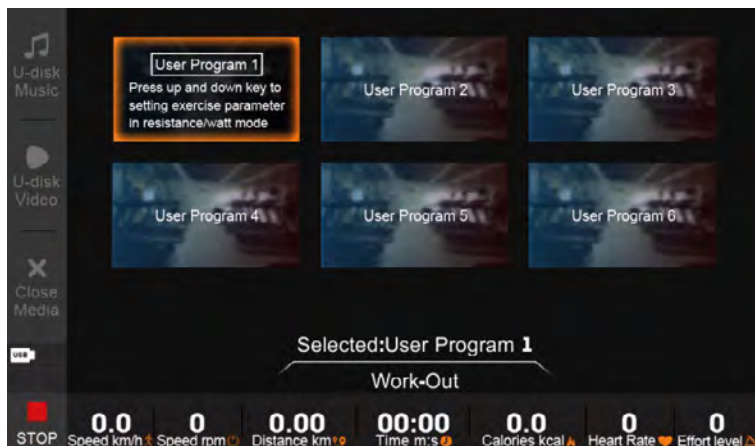 U-disk
Music
U-disk
Video
Close
Media
USB
STOP
User Program 1
Press up and down key to
setting exercise parameter
in resistance/watt mode
User Program 2
User Program 3
User Program 4
User Program 5
User Program 6
Selected:User Program 1
Work-Out
0.0
Speed km/h
0
Speed rpm
0.00
Distance km
00:00
Time m:s
0.0
Calories kcal
0
Heart Rate
0
Effort level